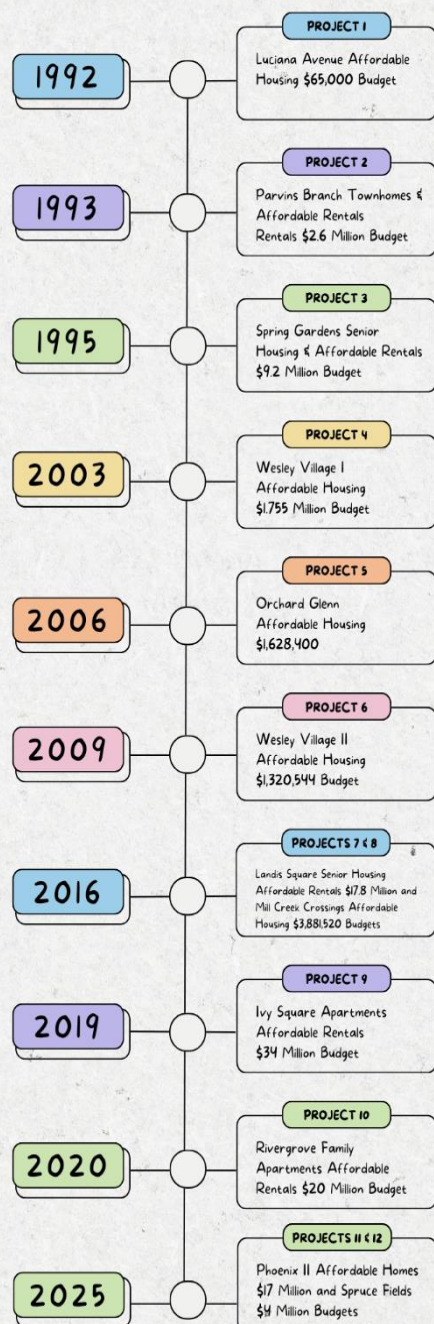 1992
PROJECT 1
Luciana Avenue Affordable
Housing $65,000 Budget
1993
PROJECT 2
Parvins Branch Townhomes &
Affordable Rentals
Rentals $2.6 Million Budget
1995
PROJECT 3
Spring Gardens Senior
Housing & Affordable Rentals
$9.2 Million Budget
2003
PROJECT 4
Wesley Village I
Affordable Housing
$1.755 Million Budget
2006
PROJECT 5
Orchard Glenn
Affordable Housing
$1,628,400
2009
PROJECT 6
Wesley Village II
Affordable Housing
$1,320,544 Budget
2016
PROJECTS 7 & 8
Landis Square Senior Housing
Affordable Rentals $17.8 Million and
Mill Creek Crossings Affordable
Housing $3,881,520 Budgets
2019
PROJECT 9
Ivy Square Apartments
Affordable Rentals
$34 Million Budget
2020
PROJECT 10
Rivergrove Family
Apartments Affordable
Rentals $20 Million Budget
2025
PROJECTS 11 & 12
Phoenix II Affordable Homes
$17 Million and Spruce Fields
$4 Million Budgets